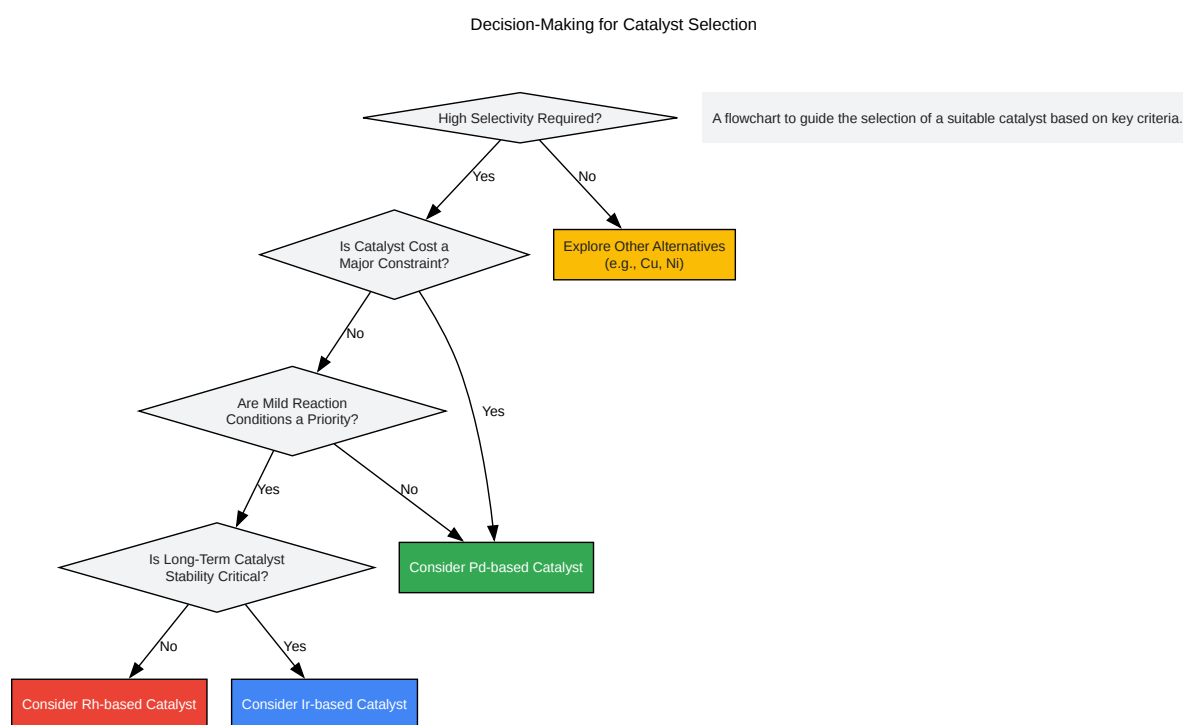 Decision-Making for Catalyst Selection
High Selectivity Required?
A flowchart to guide the selection of a suitable catalyst based on key criteria.
Yes
No
Is Catalyst Cost a
Major Constraint?
Explore Other Alternatives
(e.g., Cu, Ni)
No
Yes
Are Mild Reaction
Conditions a Priority?
Yes
No
Is Long-Term Catalyst
Stability Critical?
Consider Pd-based Catalyst
No
Yes
Consider Rh-based Catalyst
Consider Ir-based Catalyst